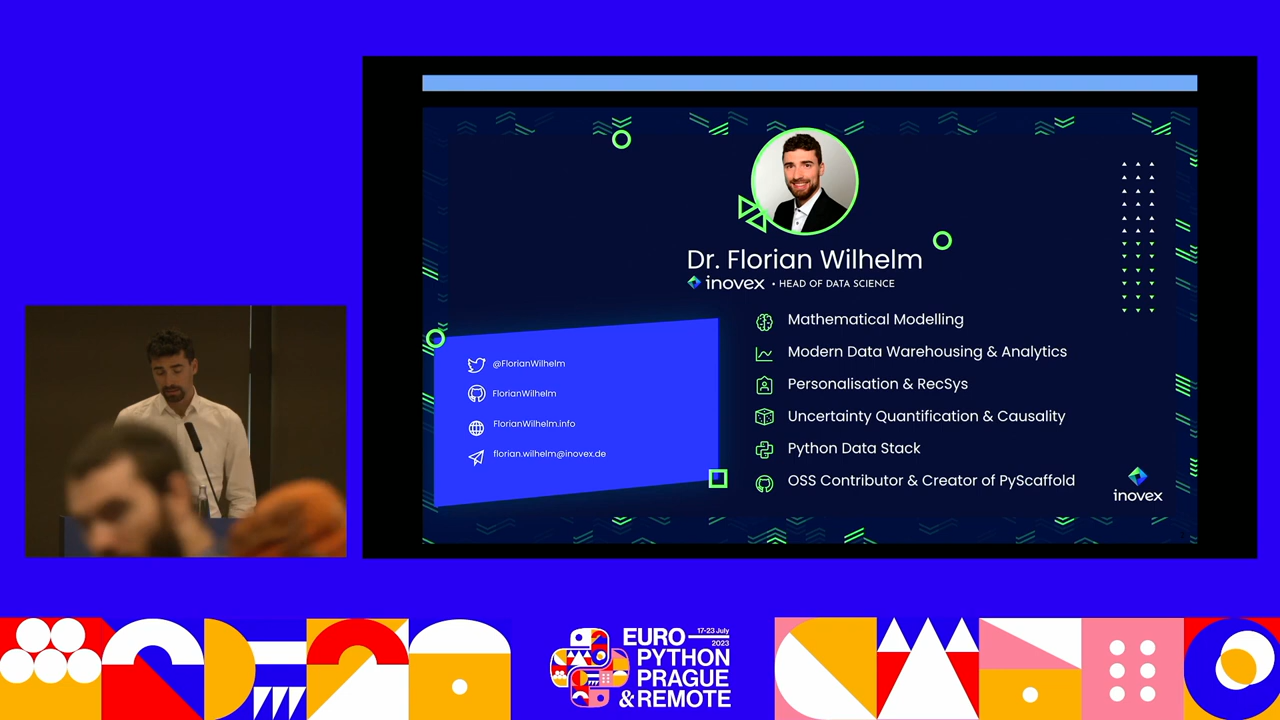 Dr. Florian Wilhelm
inovex • HEAD OF DATA SCIENCE
@FlorianWilhelm
FlorianWilhelm
FlorianWilhelm.info
florian.wilhelm@inovex.de
Mathematical Modelling
Modern Data Warehousing & Analytics
Personalisation & RecSys
Uncertainty Quantification & Causality
Python Data Stack
OSS Contributor & Creator of PyScaffold
inovex
EURO 17-23 July 2023
PYTHON
PRAGUE
& REMOTE